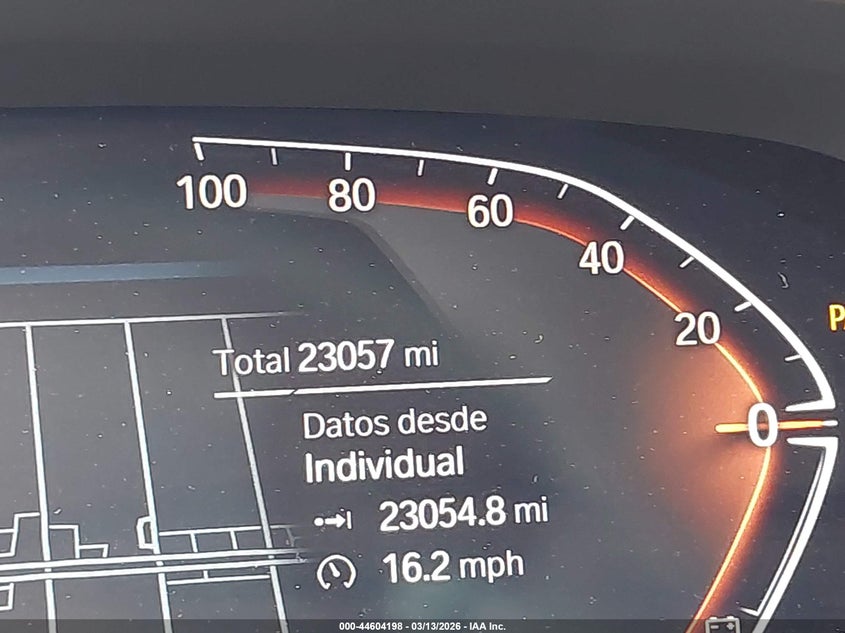 100
80
60
40
20
0
Total 23057 mi
Datos desde
Individual
23054.8 mi
16.2 mph
000-44604198 - 03/13/2026 - IAA Inc.